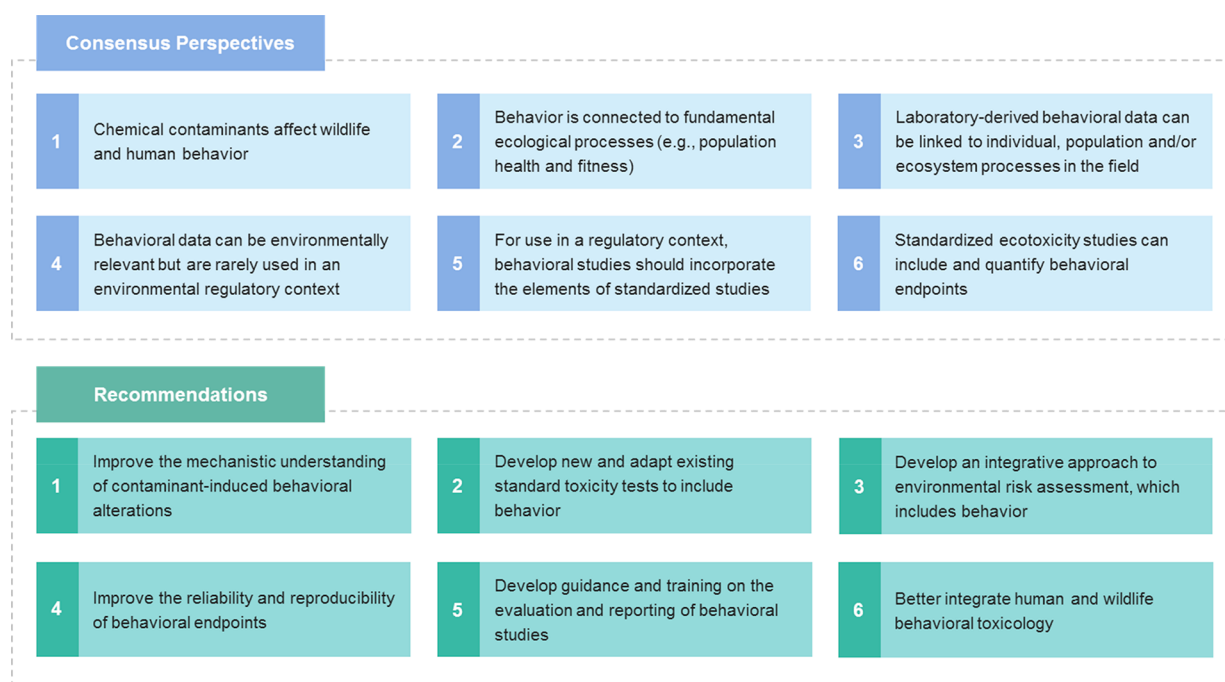 Consensus Perspectives
1
Chemical contaminants affect wildlife
and human behavior
2
Behavior is connected to fundamental
ecological processes (e.g., population
health and fitness)
3
Laboratory-derived behavioral data can
be linked to individual, population and/or
ecosystem processes in the field
4
Behavioral data can be environmentally
relevant but are rarely used in an
environmental regulatory context
5
For use in a regulatory context,
behavioral studies should incorporate
the elements of standardized studies
6
Standardized ecotoxicity studies can
include and quantify behavioral
endpoints
Recommendations
1
Improve the mechanistic understanding
of contaminant-induced behavioral
alterations
2
Develop new and adapt existing
standard toxicity tests to include
behavior
3
Develop an integrative approach to
environmental risk assessment, which
includes behavior
4
Improve the reliability and reproducibility
of behavioral endpoints
5
Develop guidance and training on the
evaluation and reporting of behavioral
studies
6
Better integrate human and wildlife
behavioral toxicology